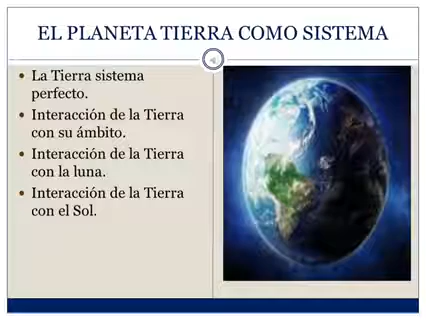 EL PLANETA TIERRA COMO SISTEMA
• La Tierra sistema
perfecto.
• Interacción de la Tierra
con su ámbito.
• Interacción de la Tierra
con la luna.
• Interacción de la Tierra
con el Sol.